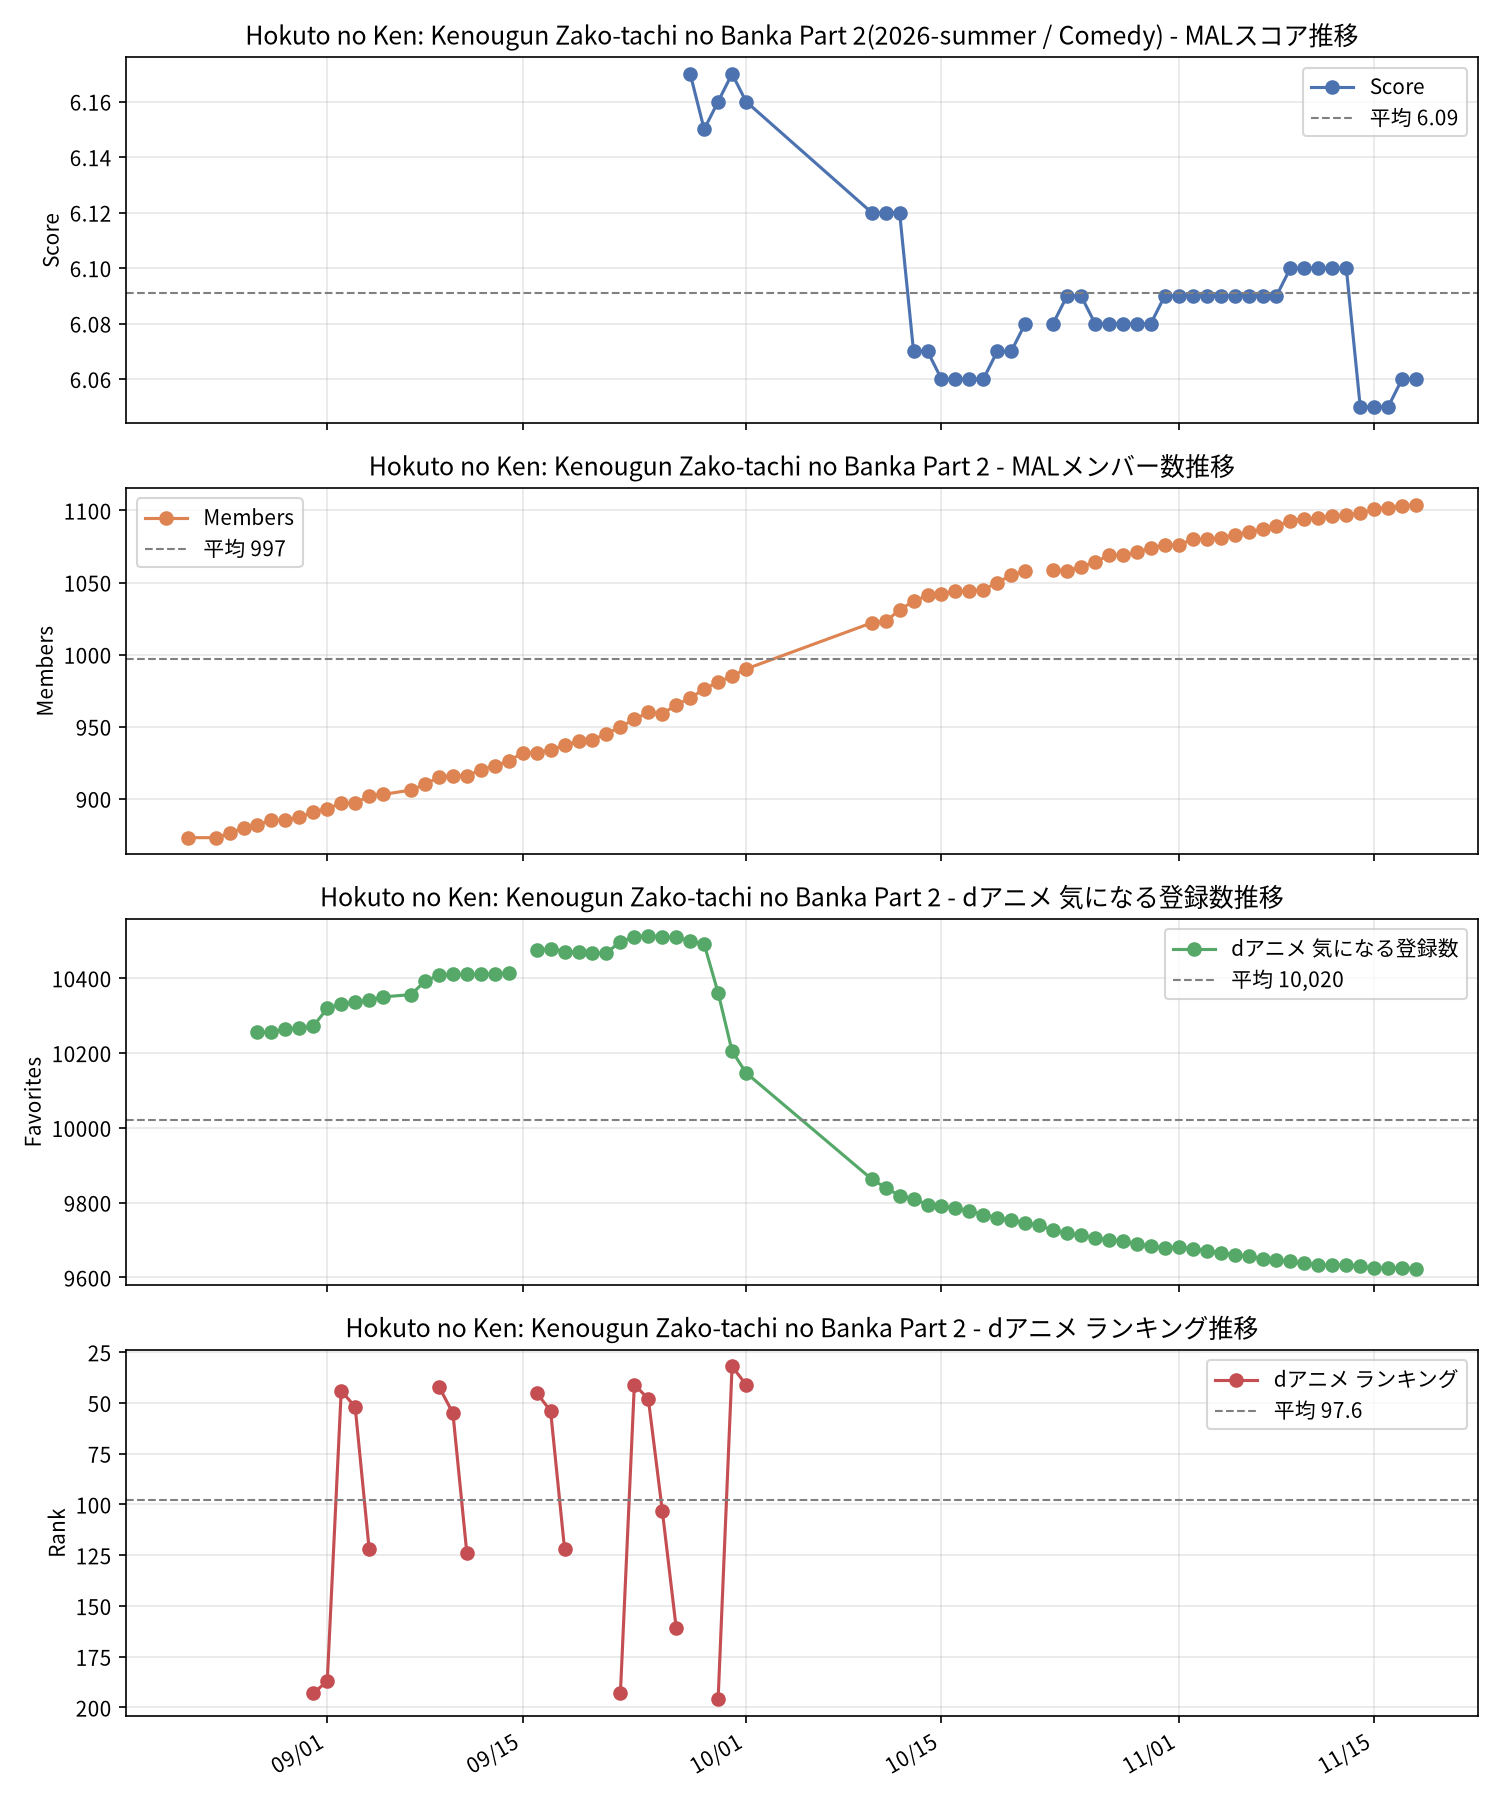 Hokuto no Ken: Kenougun Zako-tachi no Banka Part 2(2026-summer / Comedy) - MALスコア推移
Score
6.16
6.14
6.12
6.10
6.08
6.06
Score
平均 6.09
Hokuto no Ken: Kenougun Zako-tachi no Banka Part 2 - MALメンバー数推移
Members
1100
1050
1000
950
900
Members
平均 997
Hokuto no Ken: Kenougun Zako-tachi no Banka Part 2 - dアニメ 気になる登録数推移
Favorites
10400
10200
10000
9800
9600
dアニメ 気になる登録数
平均 10,020
Hokuto no Ken: Kenougun Zako-tachi no Banka Part 2 - dアニメ ランキング推移
Rank
25
50
75
100
125
150
175
200
dアニメ ランキング
平均 97.6
09/01
09/15
10/01
10/15
11/01
11/15